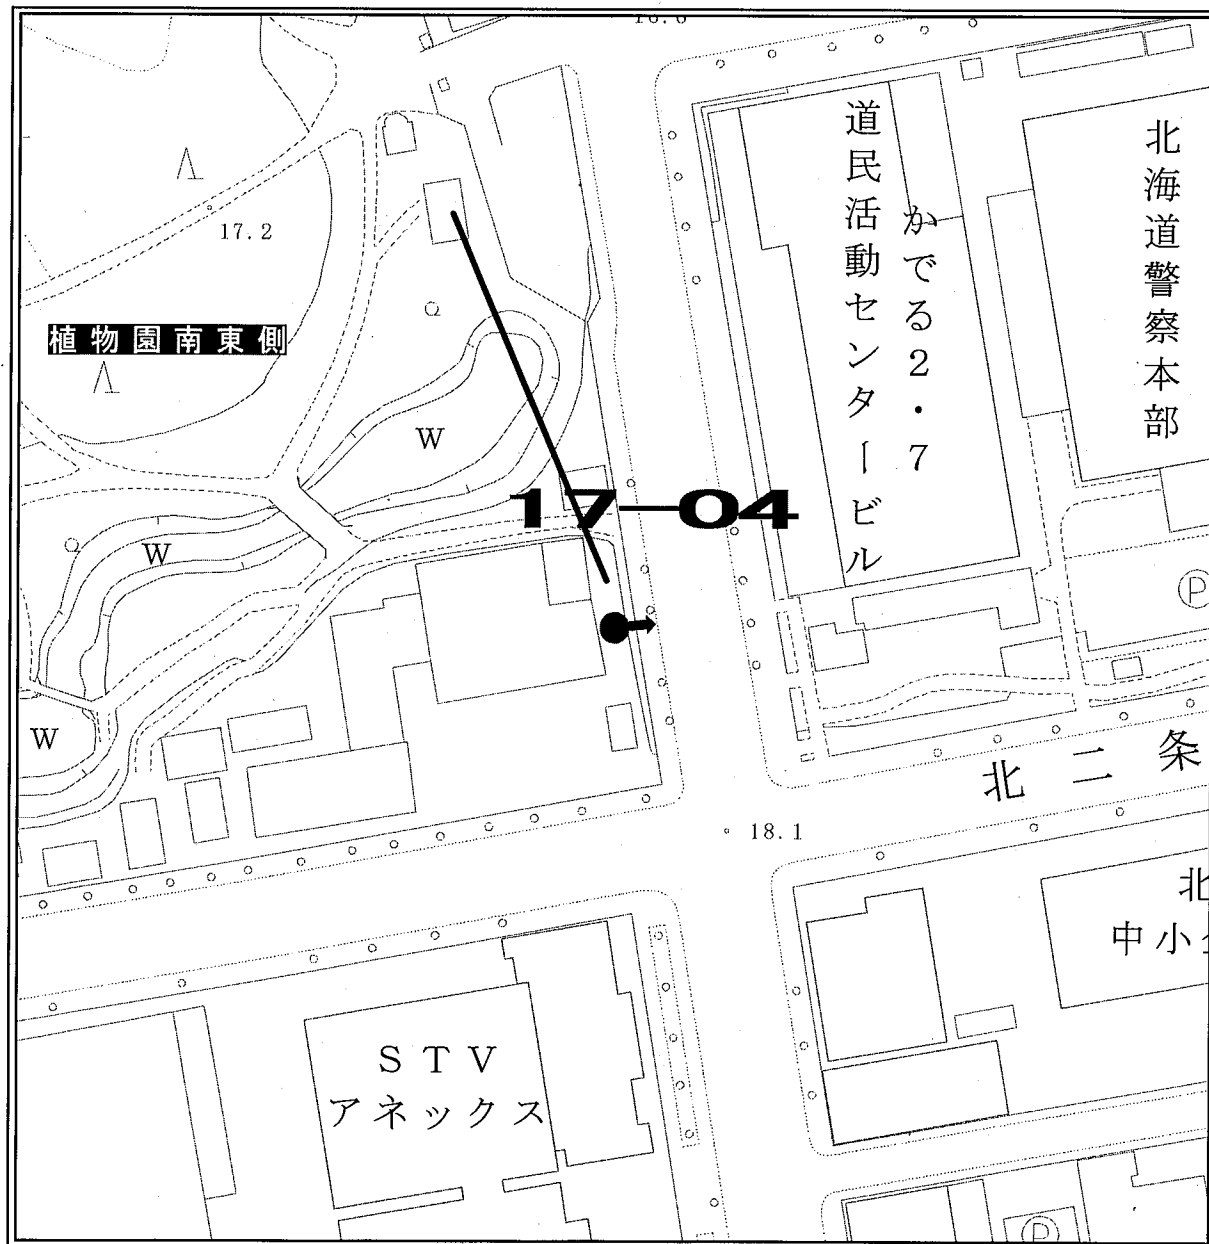 道民活動センタービル
かでる2・7
北海道警察本部
17.2
植物園南東側
W
17-04
W
P
W
北二条
18.1
北
中小
STV
アネックス
P